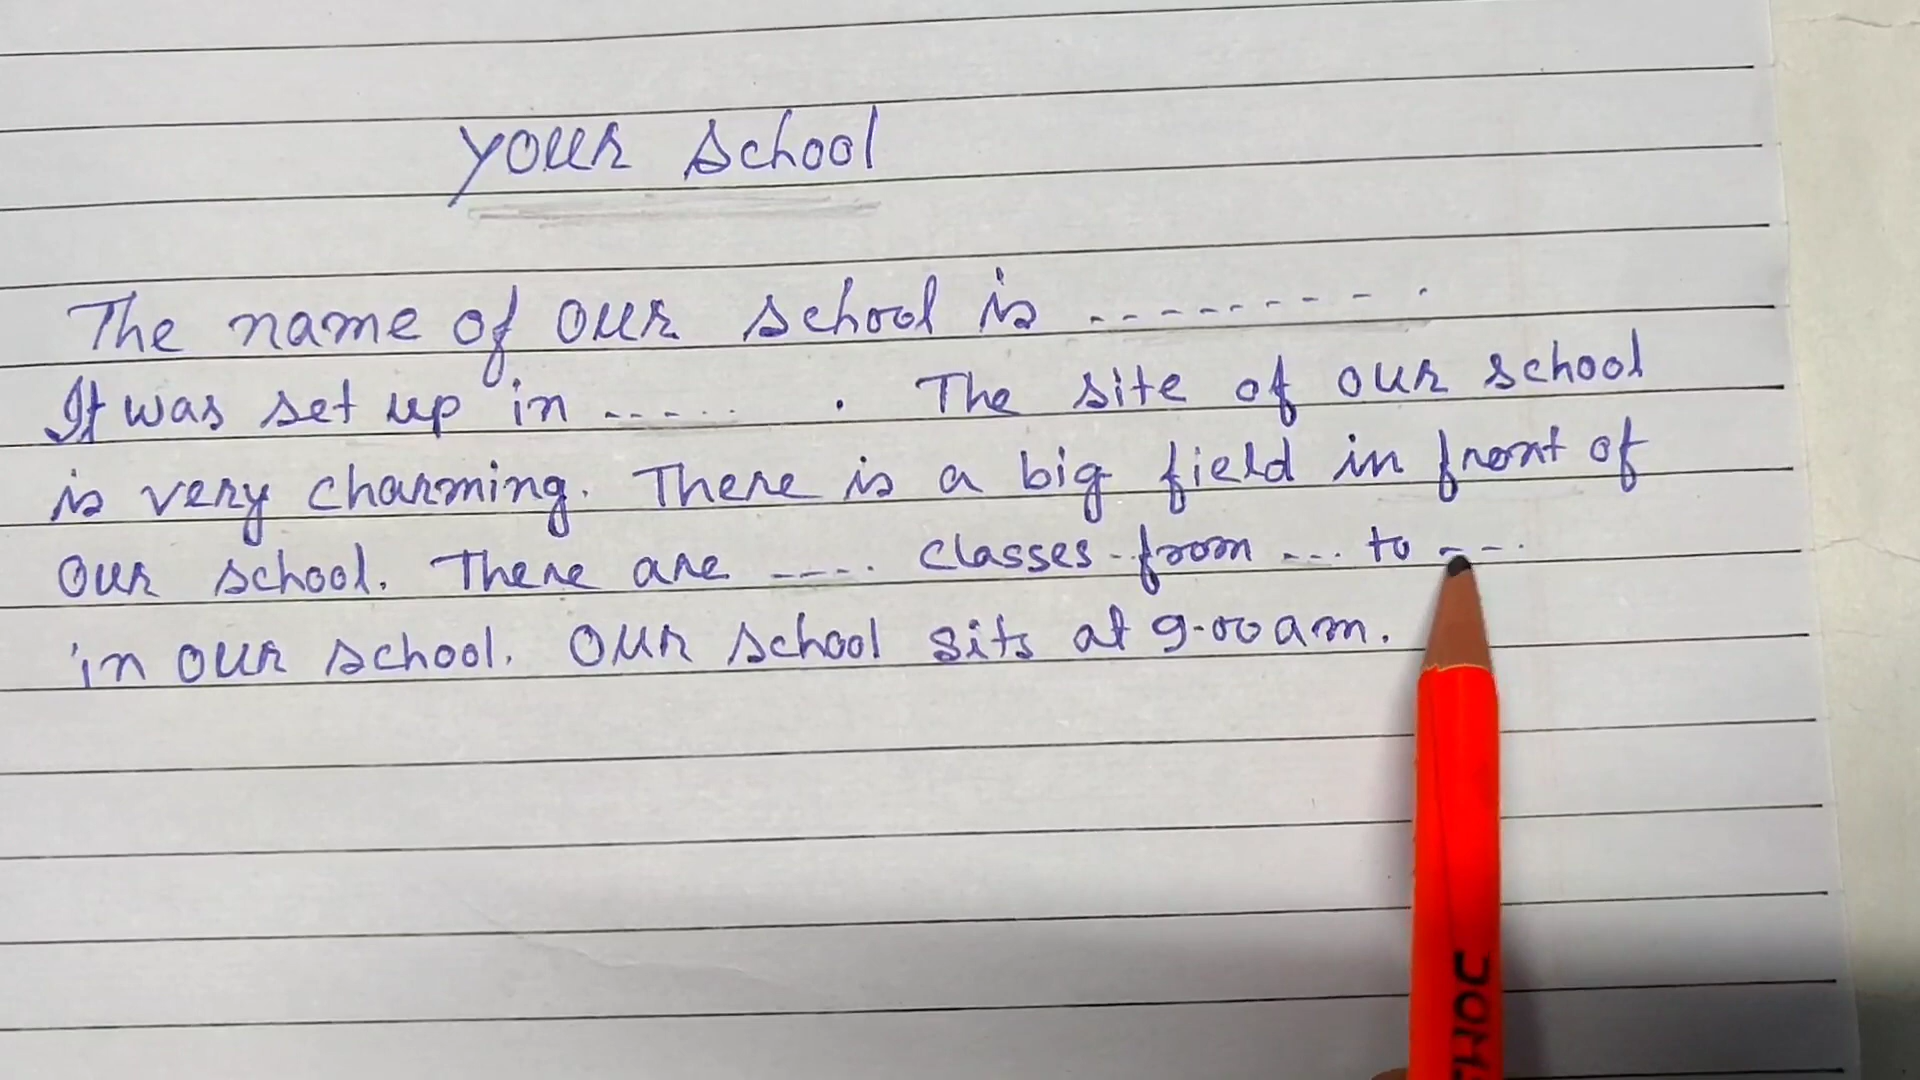 Your school
The name of our school is ---------.
It was set up in ------ . The site of our school
is very charming. There is a big field in front of
our school. There are ----. classes from --- to ---.
in our school. Our school sits at 9.00 am.